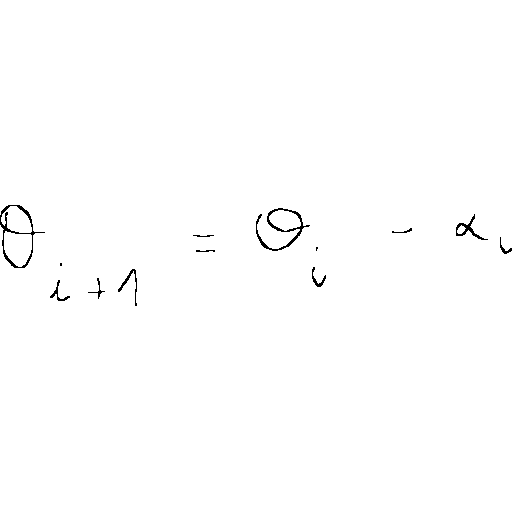 θ_{i+1} = θ_i - α_i